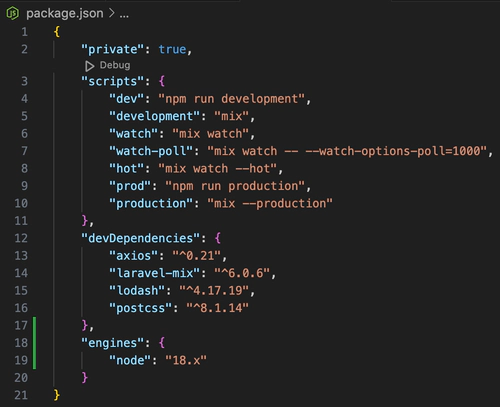 package.json > ...
1 {
2 "private": true,
Debug
3 "scripts": {
4 "dev": "npm run development",
5 "development": "mix",
6 "watch": "mix watch",
7 "watch-poll": "mix watch -- --watch-options-poll=1000",
8 "hot": "mix watch --hot",
9 "prod": "npm run production",
10 "production": "mix --production"
11 },
12 "devDependencies": {
13 "axios": "^0.21",
14 "laravel-mix": "^6.0.6",
15 "lodash": "^4.17.19",
16 "postcss": "^8.1.14"
17 },
18 "engines": {
19 "node": "18.x"
20 }
21 }